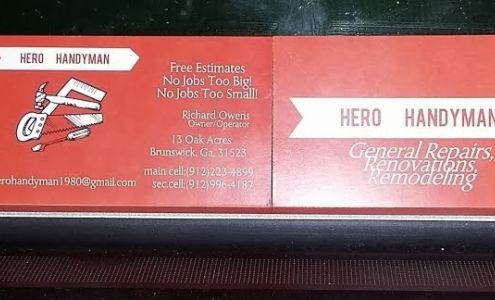 HERO HANDYMAN
Free Estimates
No Jobs Too Big!
No Jobs Too Small!
Richard Owens
Owner/Operator
13 Oak Acres
Brunswick, Ga. 31523
main cell:(912)223-4899
sec.cell:(912)996-4187
erohandyman1980@gmail.com
HERO HANDYMAN
General Repairs,
Renovations,
Remodeling